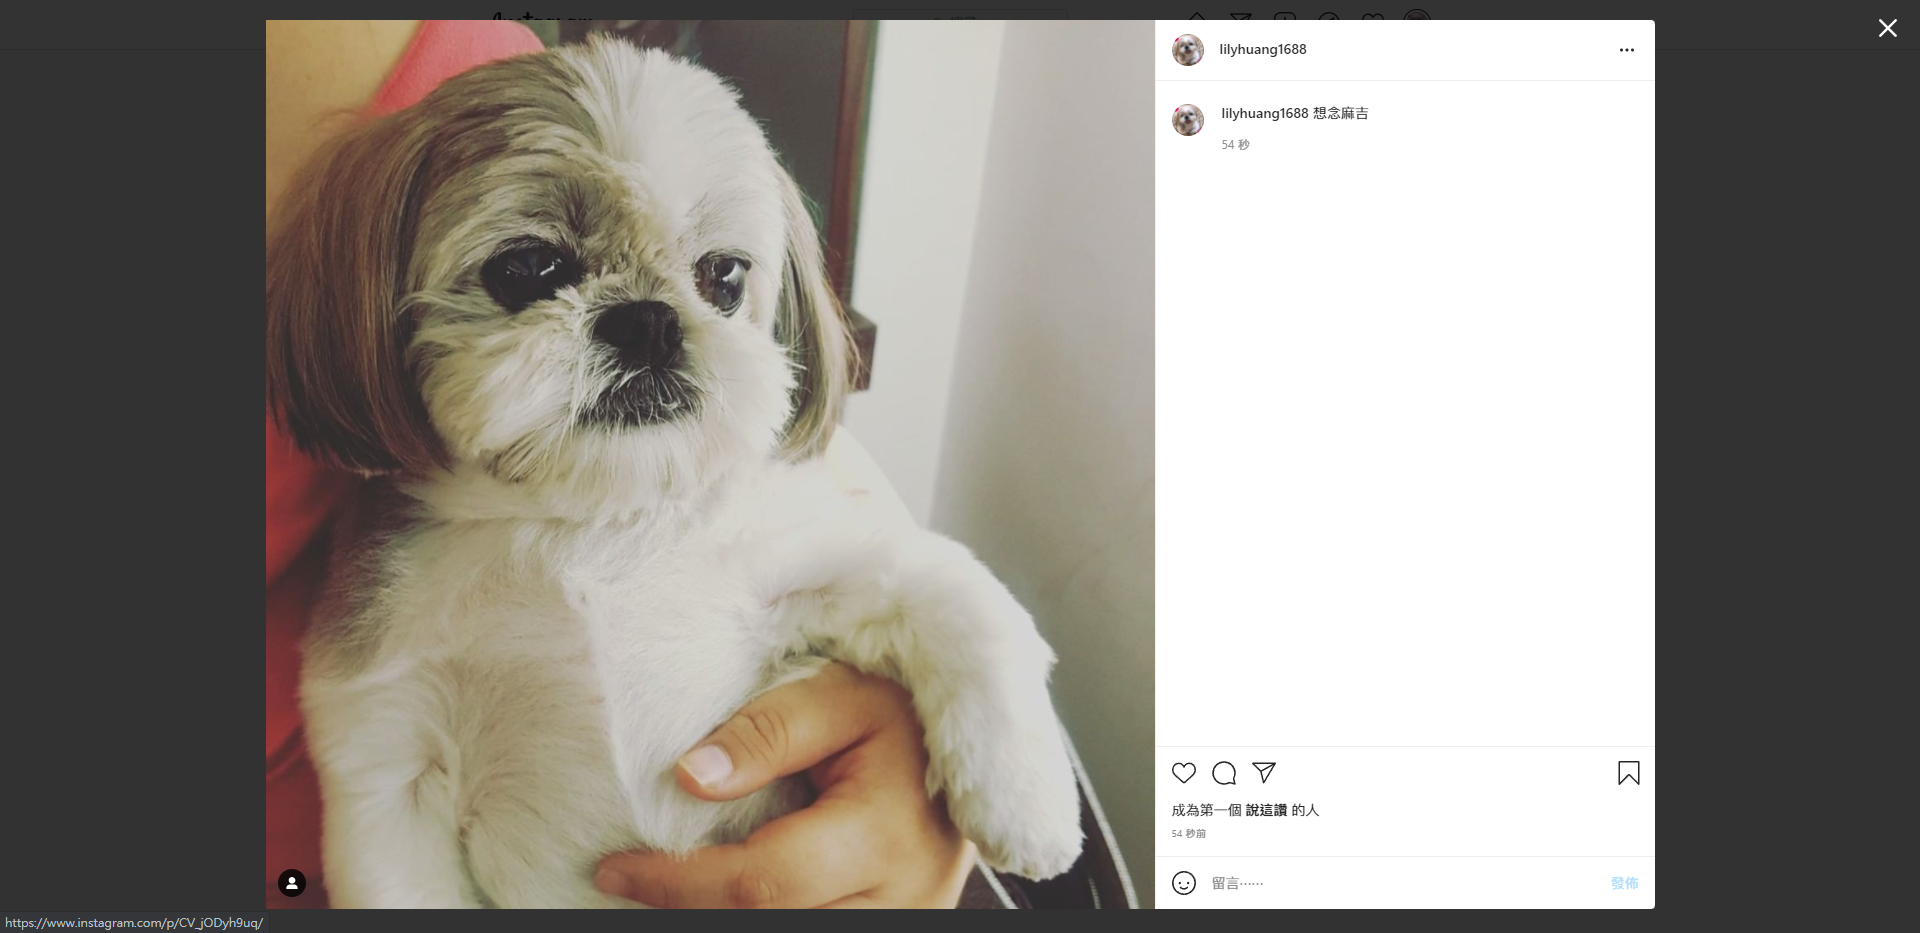 Instagram
lilyhuang1688
lilyhuang1688 想念麻吉
54 秒
成為第一個 說這讚 的人
54 秒前
留言⋯⋯
發佈
https://www.instagram.com/p/CV_jODyh9uq/